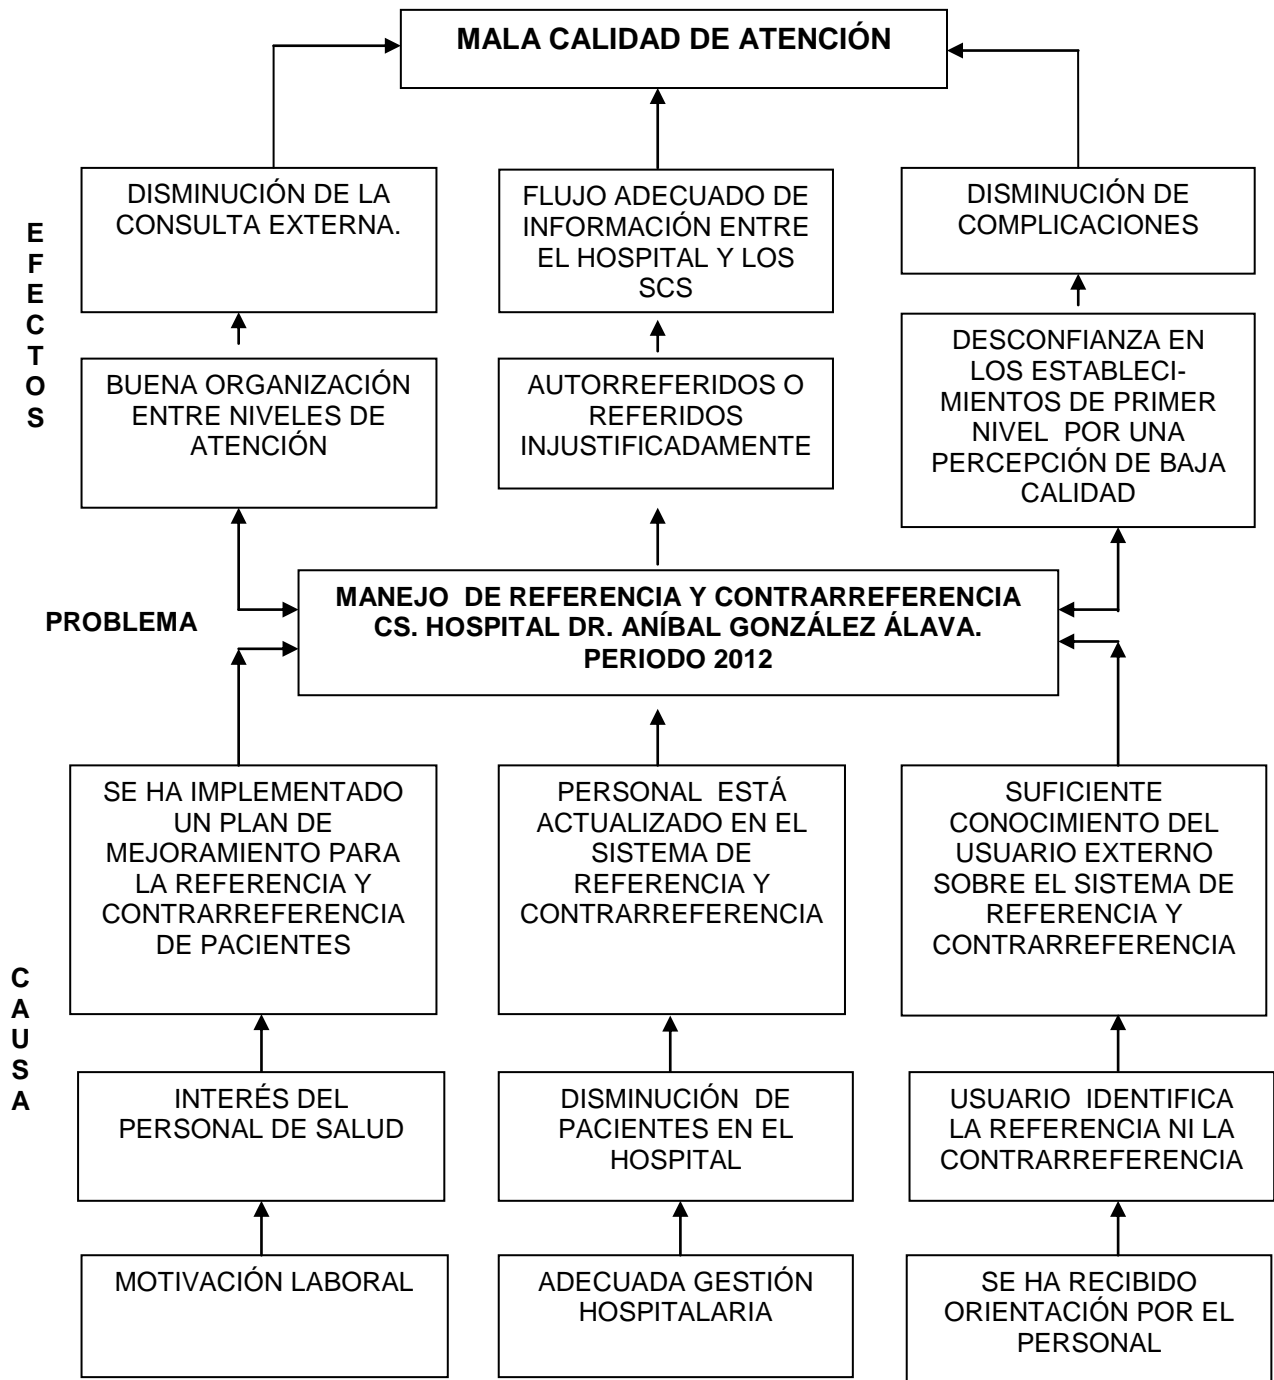 MALA CALIDAD DE ATENCIÓN
DISMINUCIÓN DE LA
CONSULTA EXTERNA.
FLUJO ADECUADO DE
INFORMACIÓN ENTRE
EL HOSPITAL Y LOS
SCS
DISMINUCIÓN DE
COMPLICACIONES
E
F
E
C
T
O
S
BUENA ORGANIZACIÓN
ENTRE NIVELES DE
ATENCIÓN
AUTORREFERIDOS O
REFERIDOS
INJUSTIFICADAMENTE
DESCONFIANZA EN
LOS ESTABLECI-
MIENTOS DE PRIMER
NIVEL POR UNA
PERCEPCIÓN DE BAJA
CALIDAD
PROBLEMA
MANEJO DE REFERENCIA Y CONTRARREFERENCIA
CS. HOSPITAL DR. ANÍBAL GONZÁLEZ ÁLAVA.
PERIODO 2012
SE HA IMPLEMENTADO
UN PLAN DE
MEJORAMIENTO PARA
LA REFERENCIA Y
CONTRARREFERENCIA
DE PACIENTES
PERSONAL ESTÁ
ACTUALIZADO EN EL
SISTEMA DE
REFERENCIA Y
CONTRARREFERENCIA
SUFICIENTE
CONOCIMIENTO DEL
USUARIO EXTERNO
SOBRE EL SISTEMA DE
REFERENCIA Y
CONTRARREFERENCIA
C
A
U
S
A
INTERÉS DEL
PERSONAL DE SALUD
DISMINUCIÓN DE
PACIENTES EN EL
HOSPITAL
USUARIO IDENTIFICA
LA REFERENCIA NI LA
CONTRARREFERENCIA
MOTIVACIÓN LABORAL
ADECUADA GESTIÓN
HOSPITALARIA
SE HA RECIBIDO
ORIENTACIÓN POR EL
PERSONAL